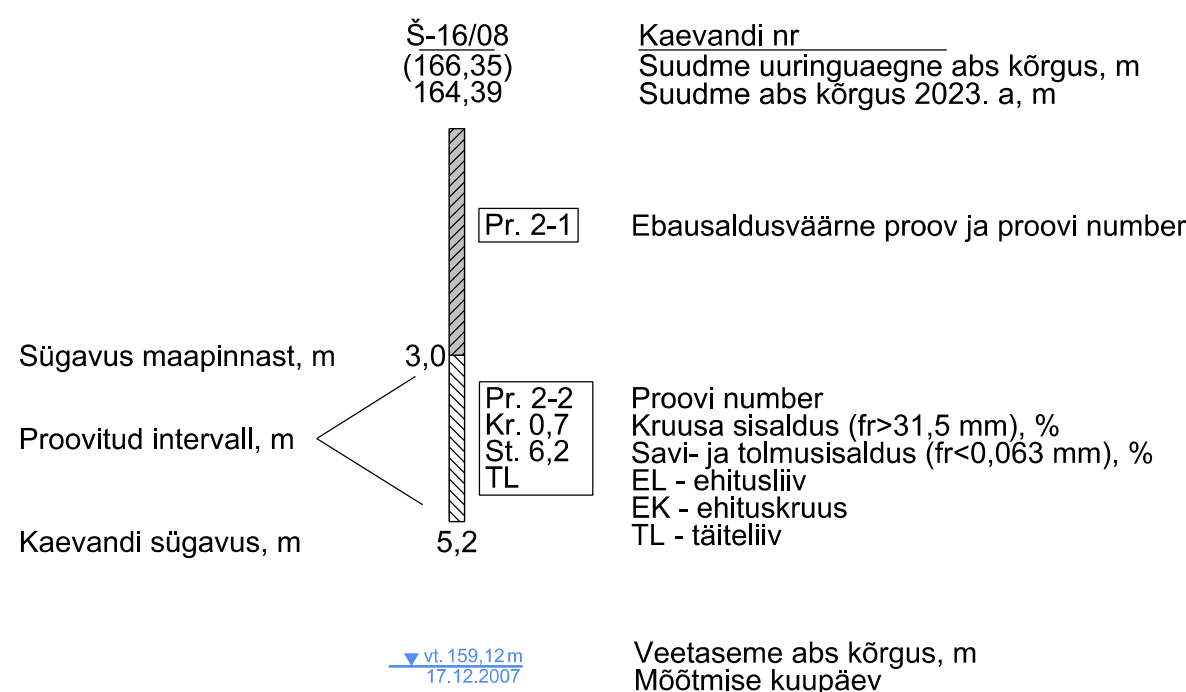 Š-16/08 Kaevandi nr
(166,35) Suudme uuringuaegne abs kõrgus, m
164,39 Suudme abs kõrgus 2023. a, m
Pr. 2-1 Ebausaldusväärne proov ja proovi number
Sügavus maapinnast, m 3,0
Pr. 2-2 Proovi number
Kr. 0,7 Kruusa sisaldus (fr>31,5 mm), %
Proovitud intervall, m St. 6,2 Savi- ja tolmusisaldus (fr<0,063 mm), %
TL EL - ehitusliiv
EK - ehituskruus
Kaevandi sügavus, m 5,2 TL - täiteliiv
vt. 159,12 m Veetaseme abs kõrgus, m
17.12.2007 Mõõtmise kuupäev